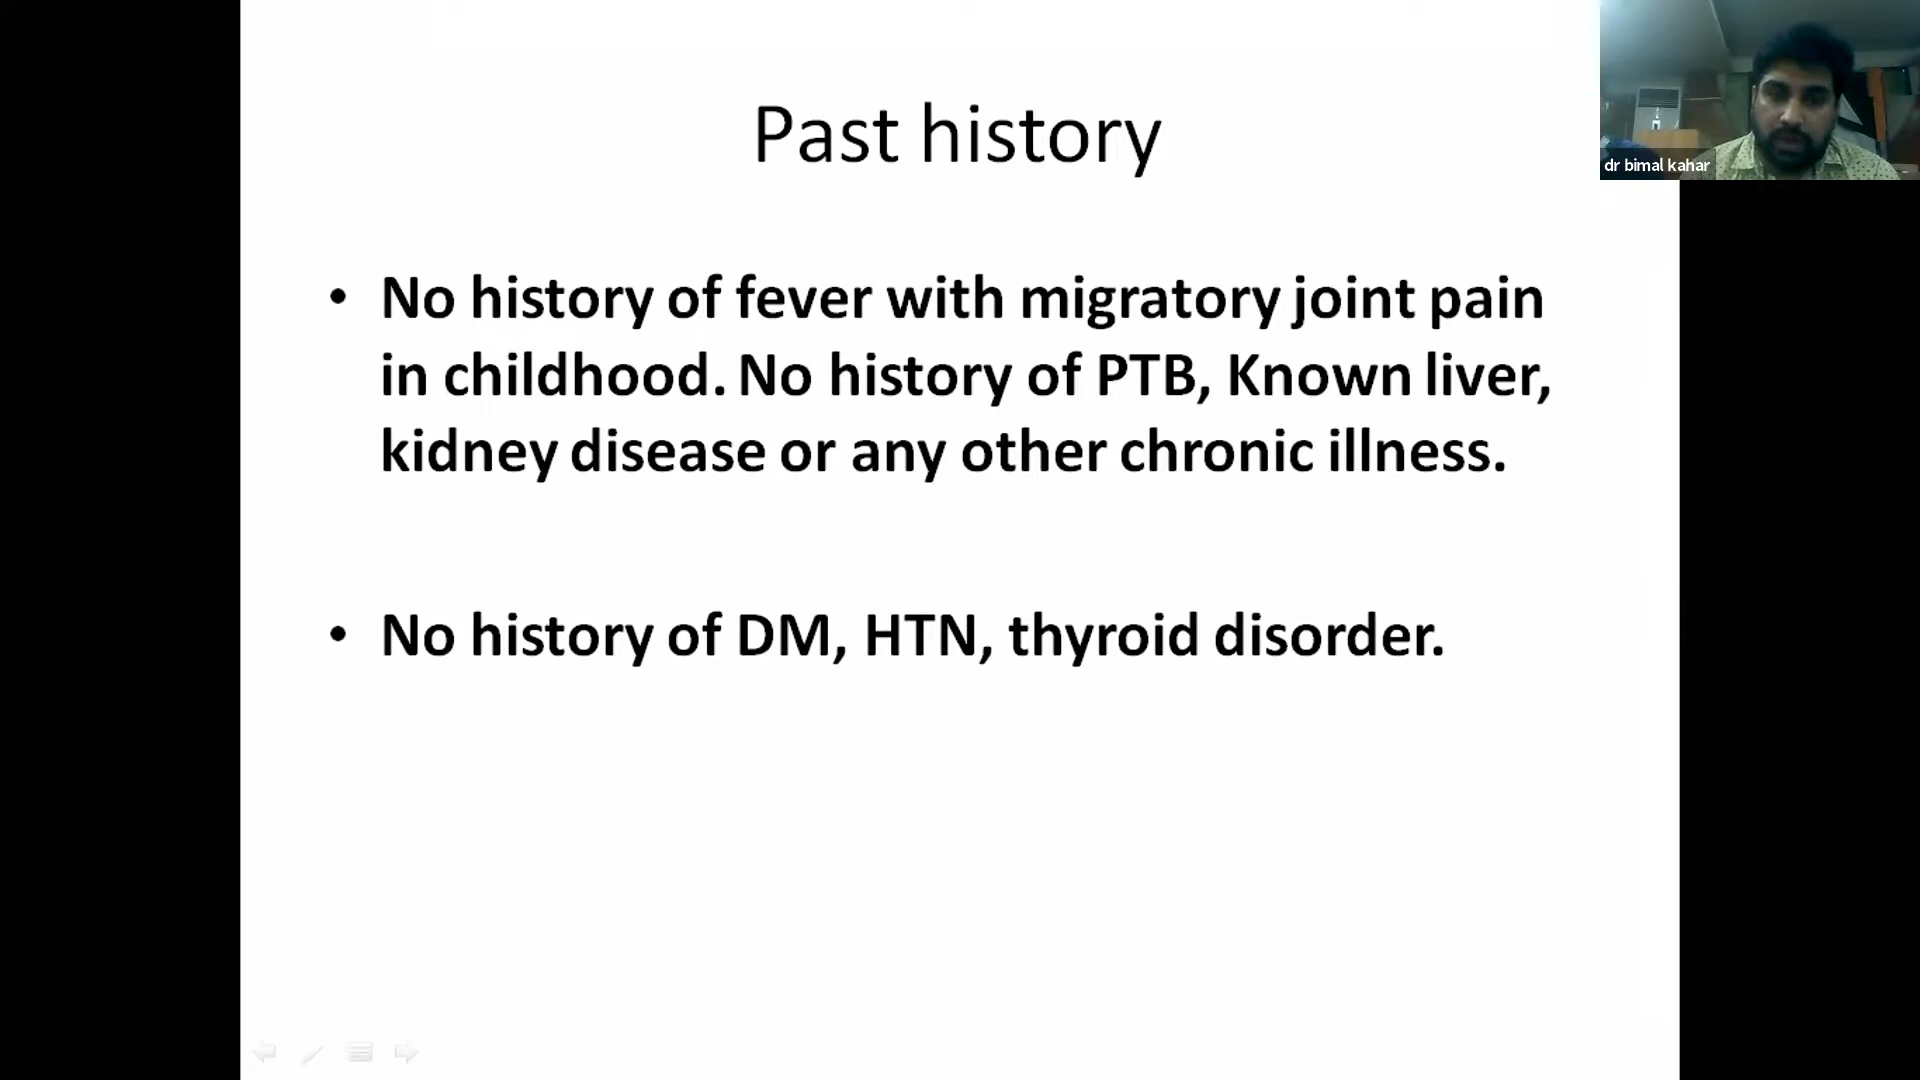 Past history
dr bimal kahar
• No history of fever with migratory joint pain
in childhood. No history of PTB, Known liver,
kidney disease or any other chronic illness.
• No history of DM, HTN, thyroid disorder.